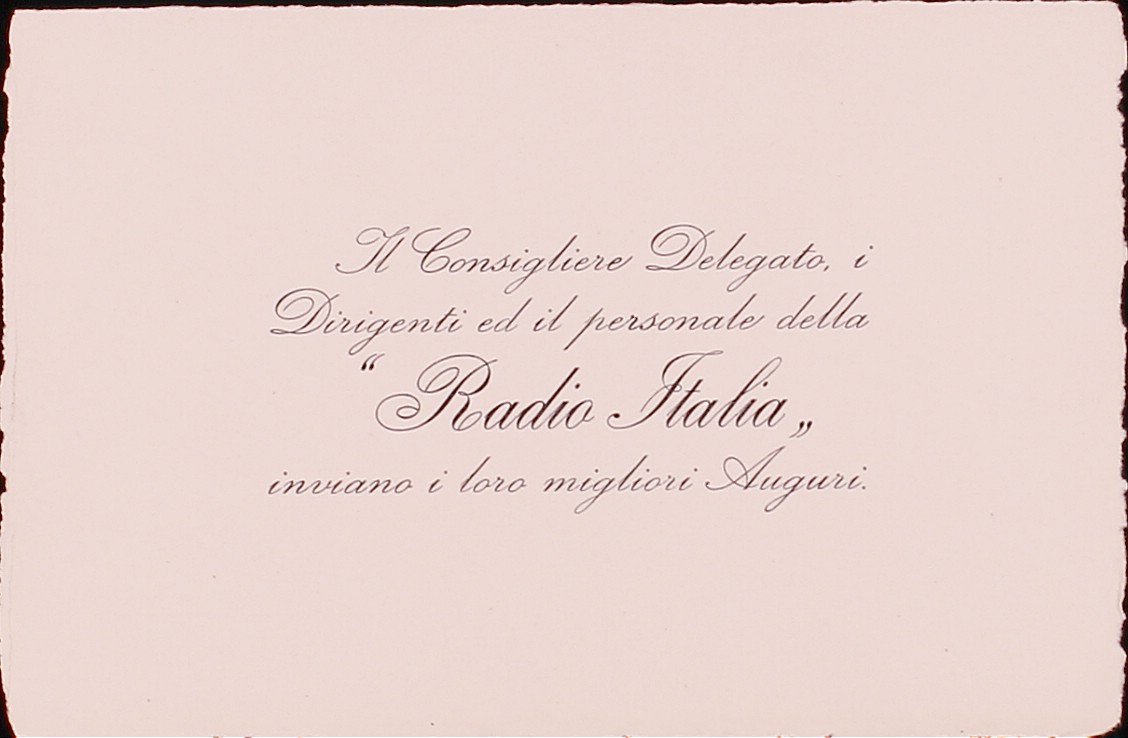 Il Consigliere Delegato, i
Dirigenti ed il personale della
“Radio Italia„
inviano i loro migliori Auguri.